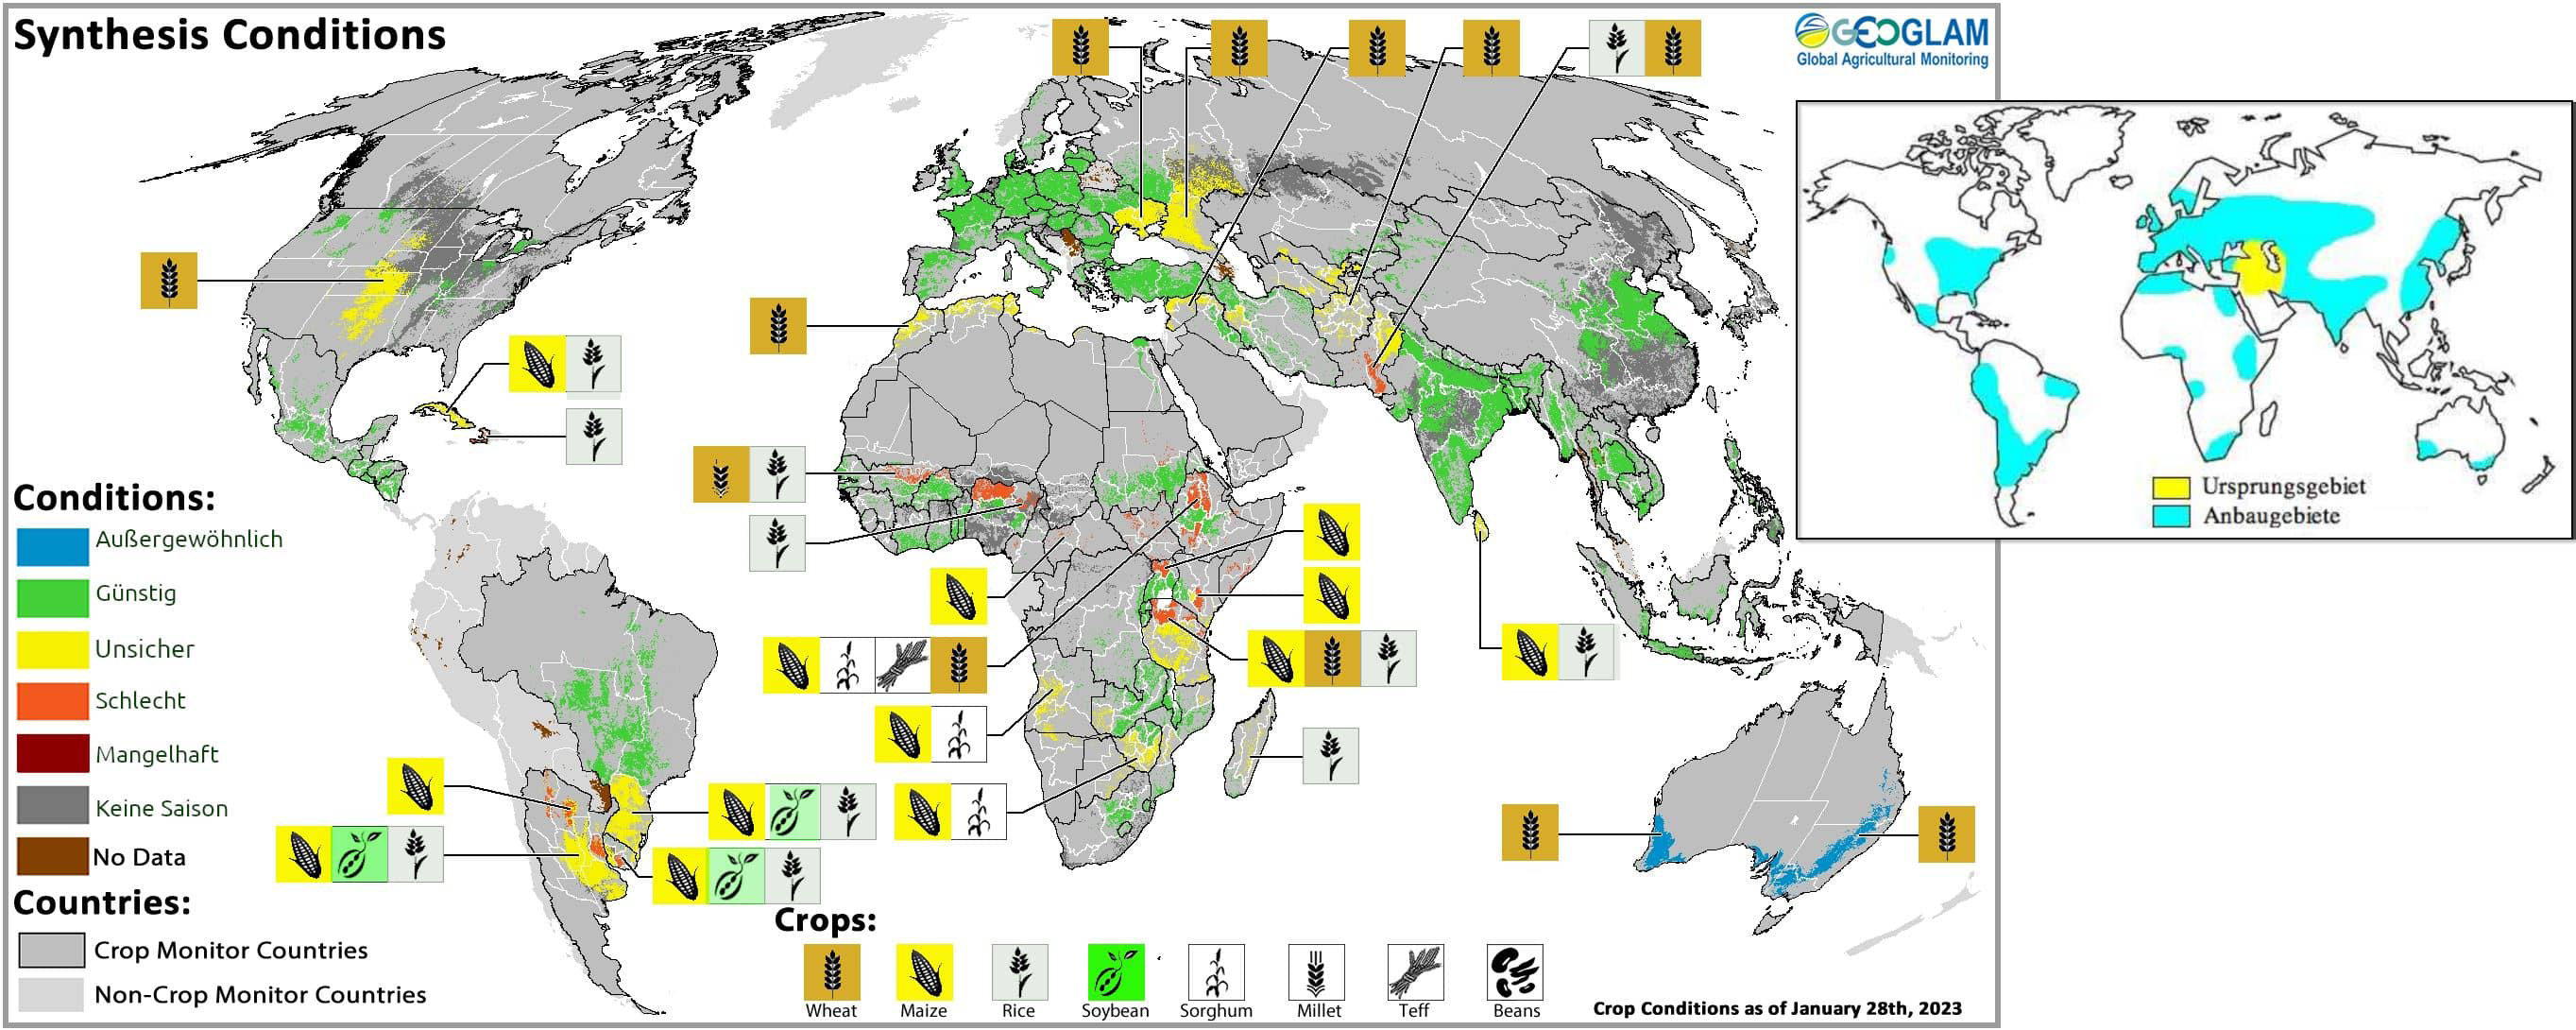 Synthesis Conditions
GEOGLAM
Global Agricultural Monitoring
Ursprungsgebiet
Anbaugebiete
Conditions:
Außergewöhnlich
Günstig
Unsicher
Schlecht
Mangelhaft
Keine Saison
No Data
Countries:
Crop Monitor Countries
Non-Crop Monitor Countries
Crops:
Wheat
Maize
Rice
Soybean
Sorghum
Millet
Teff
Beans
Crop Conditions as of January 28th, 2023